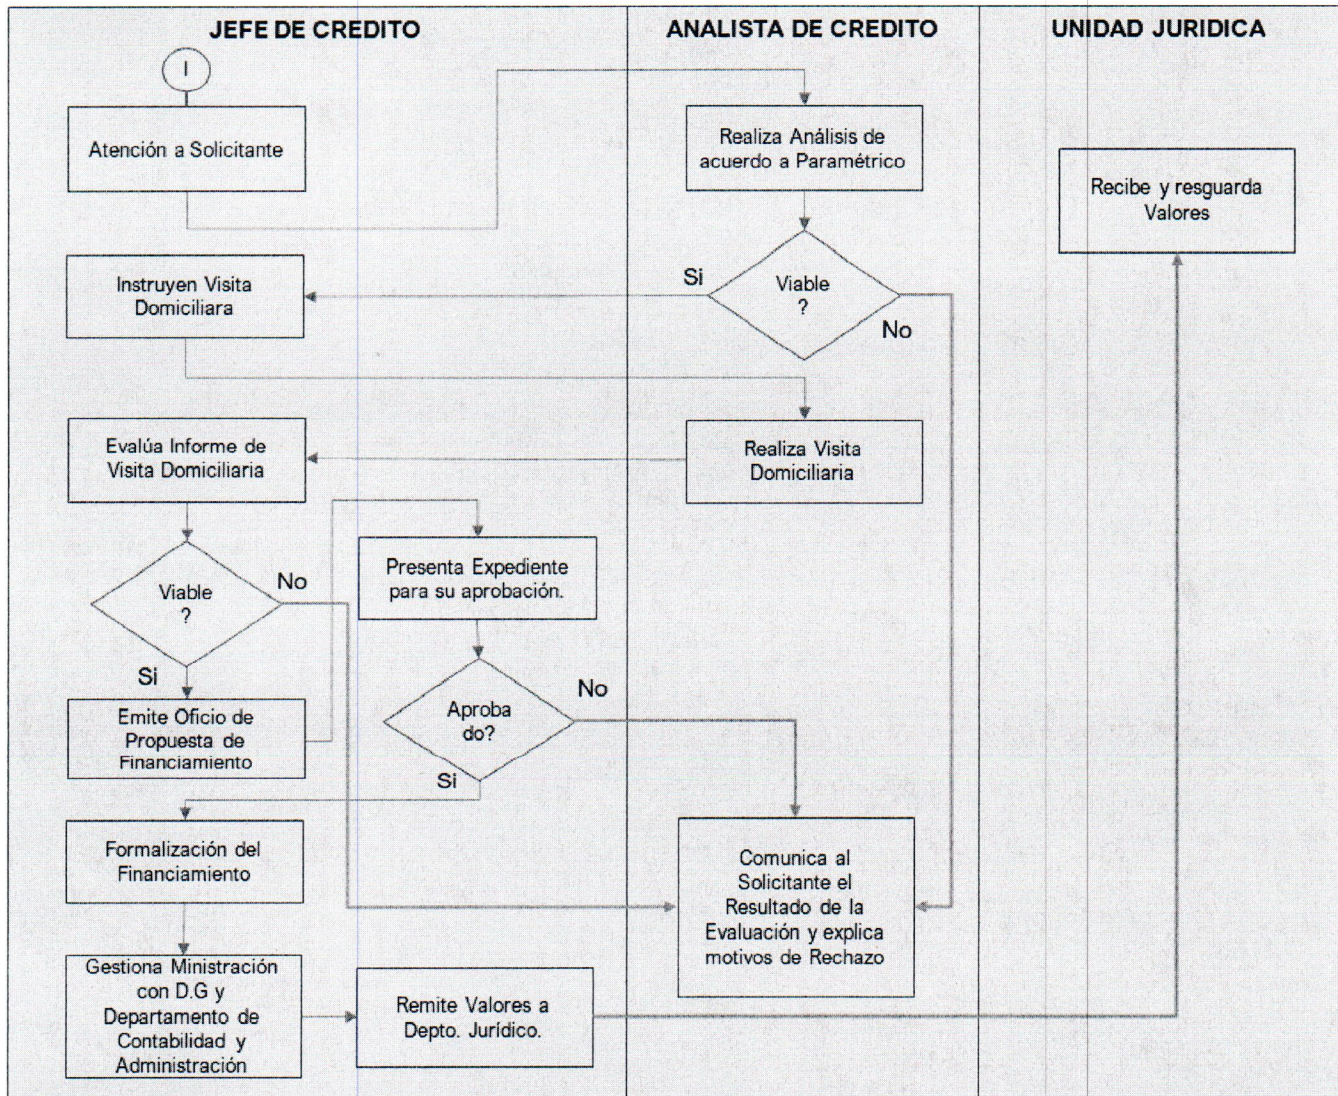 JEFE DE CREDITO
ANALISTA DE CREDITO
UNIDAD JURIDICA
I
Atención a Solicitante
Realiza Análisis de
acuerdo a Paramétrico
Recibe y resguarda
Valores
Instruyen Visita
Domiciliara
Si
Viable
?
No
Evalúa Informe de
Visita Domiciliaria
Realiza Visita
Domiciliaria
Viable
?
No
Si
Presenta Expediente
para su aprobación.
Emite Oficio de
Propuesta de
Financiamiento
Aproba
do?
No
Si
Formalización del
Financiamiento
Comunica al
Solicitante el
Resultado de la
Evaluación y explica
motivos de Rechazo
Gestiona Ministración
con D.G y
Departamento de
Contabilidad y
Administración
Remite Valores a
Depto. Jurídico.